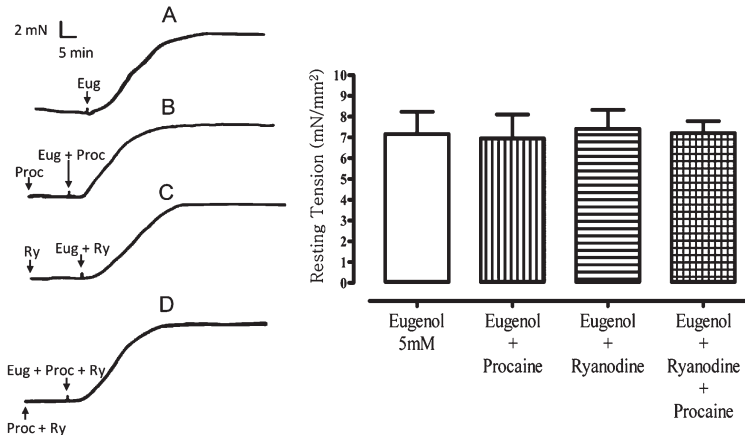 A
2 mN
5 min
Eug
B
Eug + Proc
Proc
C
Ry
Eug + Ry
D
Eug + Proc + Ry
Proc + Ry
Resting Tension (mN/mm²)
10
9
8
7
6
5
4
3
2
1
0
Eugenol
5mM
Eugenol
+
Procaine
Eugenol
+
Ryanodine
Eugenol
+
Ryanodine
+
Procaine